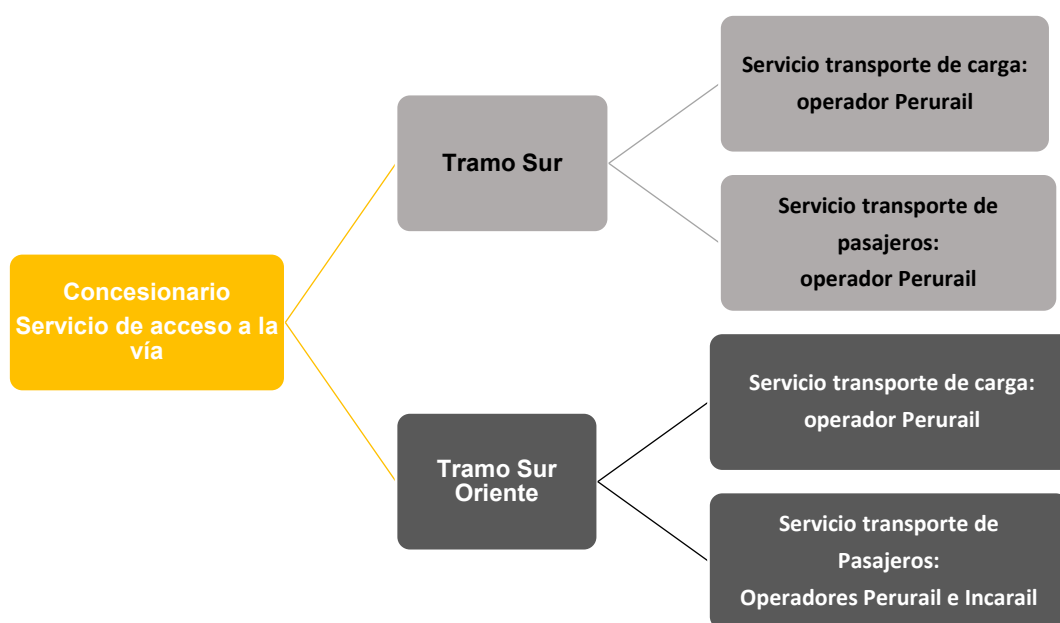 Servicio transporte de carga:
operador Perurail
Tramo Sur
Servicio transporte de
pasajeros:
operador Perurail
Concesionario
Servicio de acceso a la
vía
Servicio transporte de carga:
operador Perurail
Tramo Sur
Oriente
Servicio transporte de
Pasajeros:
Operadores Perurail e Incarail